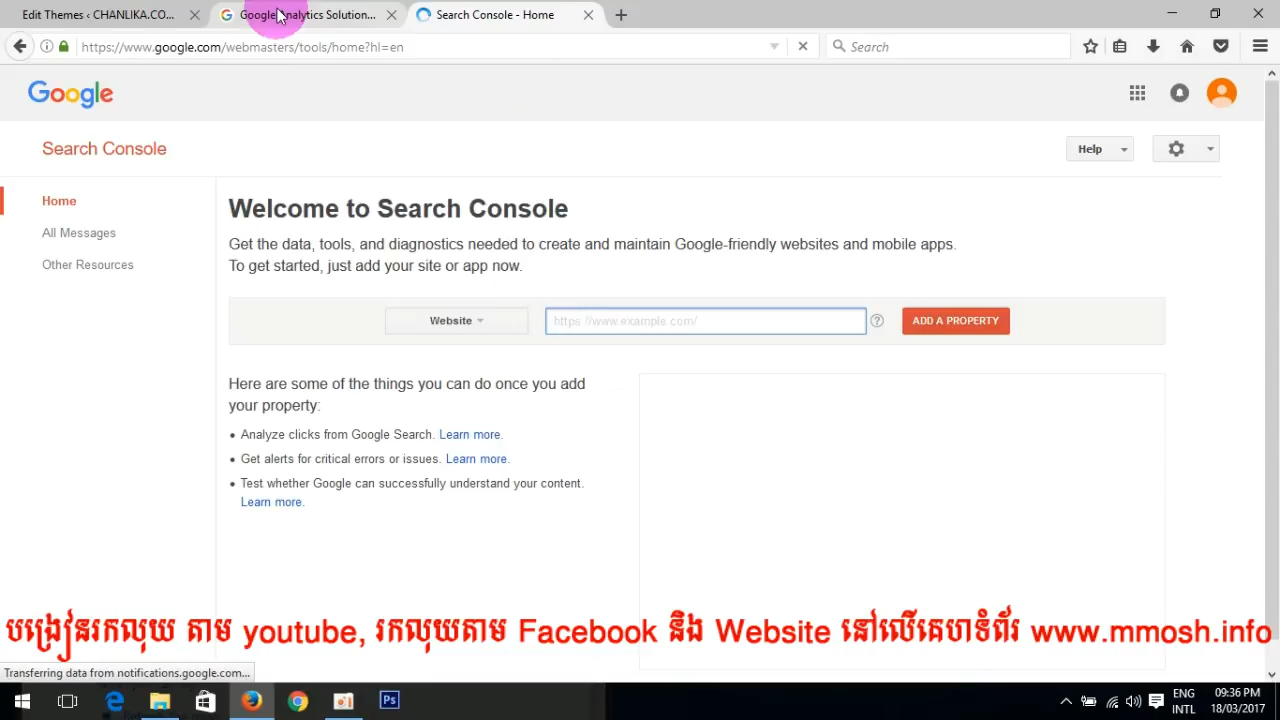 Edit Themes ‹ CHANLIKA.CO...
Google Analytics Solution...
Search Console - Home
https://www.google.com/webmasters/tools/home?hl=en
Search
Google
Search Console
Help
Home
All Messages
Other Resources
Welcome to Search Console
Get the data, tools, and diagnostics needed to create and maintain Google-friendly websites and mobile apps.
To get started, just add your site or app now.
Website
https://www.example.com/
ADD A PROPERTY
Here are some of the things you can do once you add
your property:
Analyze clicks from Google Search. Learn more.
Get alerts for critical errors or issues. Learn more.
Test whether Google can successfully understand your content.
Learn more.
បង្រៀនរកលុយ តាម youtube, រកលុយតាម Facebook និង Website នៅលើគេហទំព័រ www.mmosh.info
Transferring data from notifications.google.com...
Ps
ENG
INTL
09:36 PM
18/03/2017